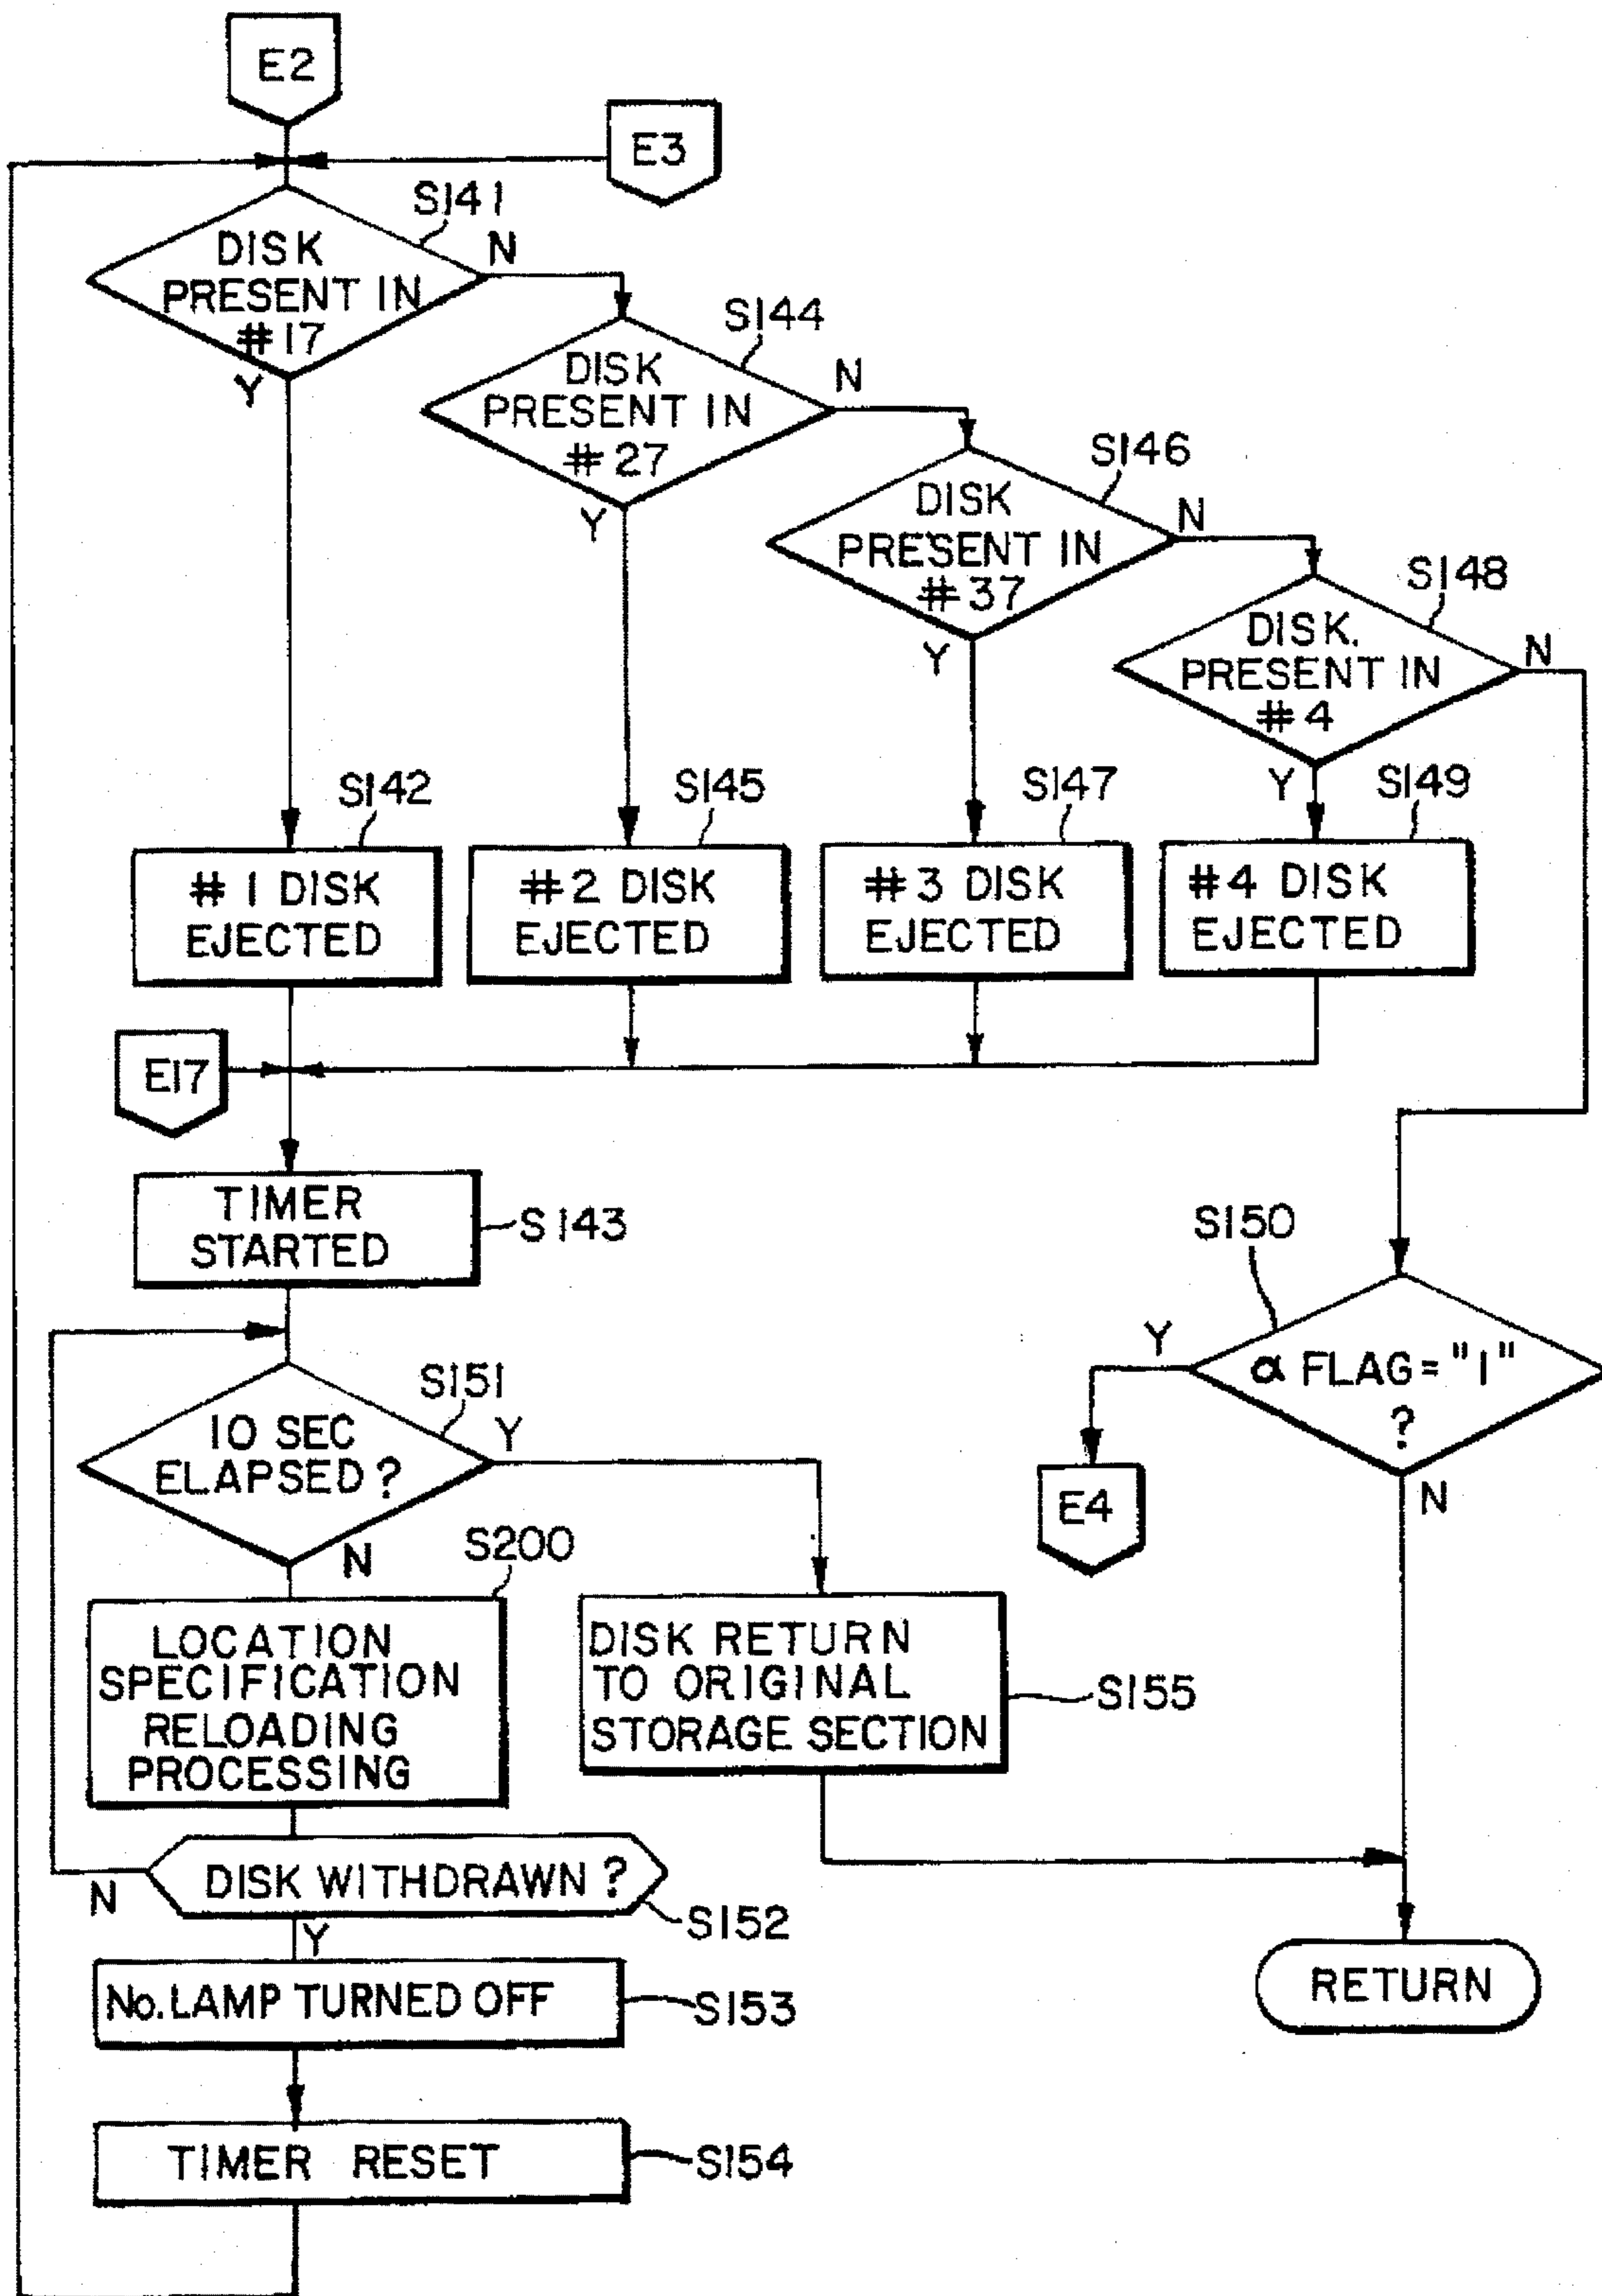 E2
E3
S141
DISK
PRESENT IN
#17
N
Y
S144
DISK
PRESENT IN
#27
N
Y
S146
DISK
PRESENT IN
#37
N
Y
S148
DISK.
PRESENT IN
#4
N
Y
S142
#1 DISK
EJECTED
S145
#2 DISK
EJECTED
S147
#3 DISK
EJECTED
S149
#4 DISK
EJECTED
E17
TIMER
STARTED
S143
S150
α FLAG = "1"
?
Y
N
E4
S151
10 SEC
ELAPSED ?
Y
N
S200
LOCATION
SPECIFICATION
RELOADING
PROCESSING
DISK RETURN
TO ORIGINAL
STORAGE SECTION
S155
DISK WITHDRAWN ?
N
S152
Y
No. LAMP TURNED OFF
S153
RETURN
TIMER RESET
S154